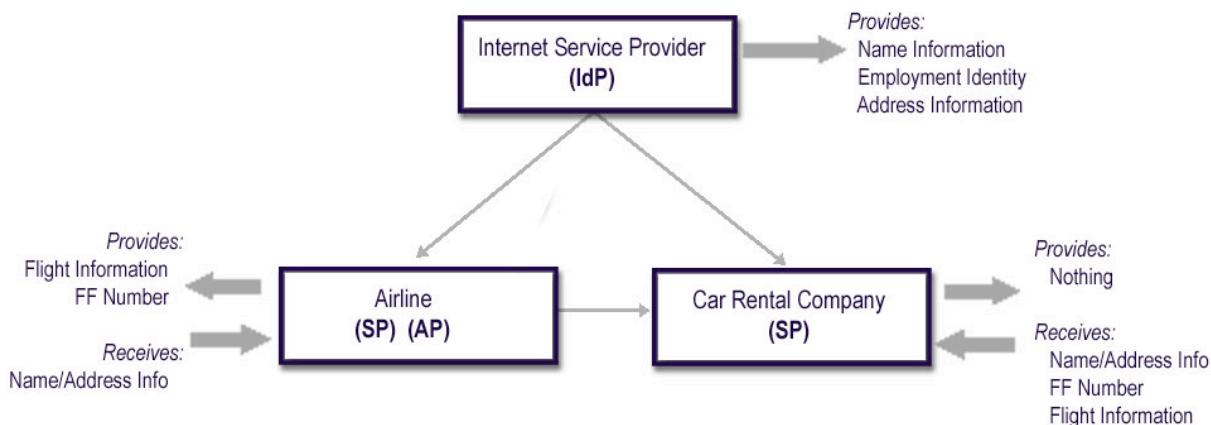 Internet Service Provider
(IdP)
Provides:
Name Information
Employment Identity
Address Information
Provides:
Flight Information
FF Number
Receives:
Name/Address Info
Airline
(SP) (AP)
Car Rental Company
(SP)
Provides:
Nothing
Receives:
Name/Address Info
FF Number
Flight Information